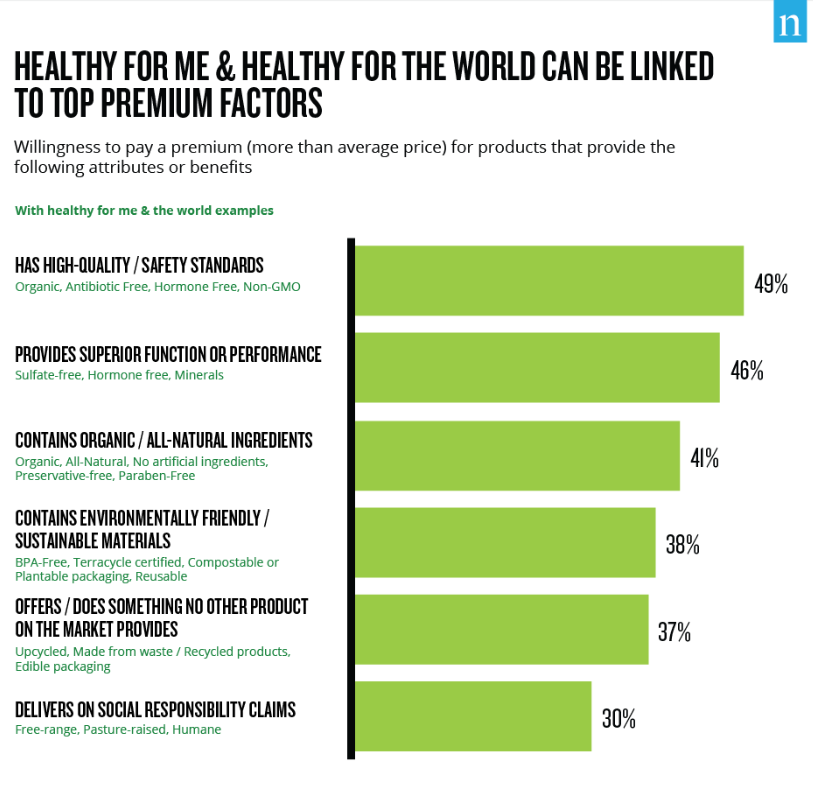 n
HEALTHY FOR ME & HEALTHY FOR THE WORLD CAN BE LINKED
TO TOP PREMIUM FACTORS
Willingness to pay a premium (more than average price) for products that provide the
following attributes or benefits
With healthy for me & the world examples
HAS HIGH-QUALITY / SAFETY STANDARDS
Organic, Antibiotic Free, Hormone Free, Non-GMO
49%
PROVIDES SUPERIOR FUNCTION OR PERFORMANCE
Sulfate-free, Hormone free, Minerals
46%
CONTAINS ORGANIC / ALL-NATURAL INGREDIENTS
Organic, All-Natural, No artificial ingredients,
Preservative-free, Paraben-Free
41%
CONTAINS ENVIRONMENTALLY FRIENDLY /
SUSTAINABLE MATERIALS
BPA-Free, Terracycle certified, Compostable or
Plantable packaging, Reusable
38%
OFFERS / DOES SOMETHING NO OTHER PRODUCT
ON THE MARKET PROVIDES
Upcycled, Made from waste / Recycled products,
Edible packaging
37%
DELIVERS ON SOCIAL RESPONSIBILITY CLAIMS
Free-range, Pasture-raised, Humane
30%